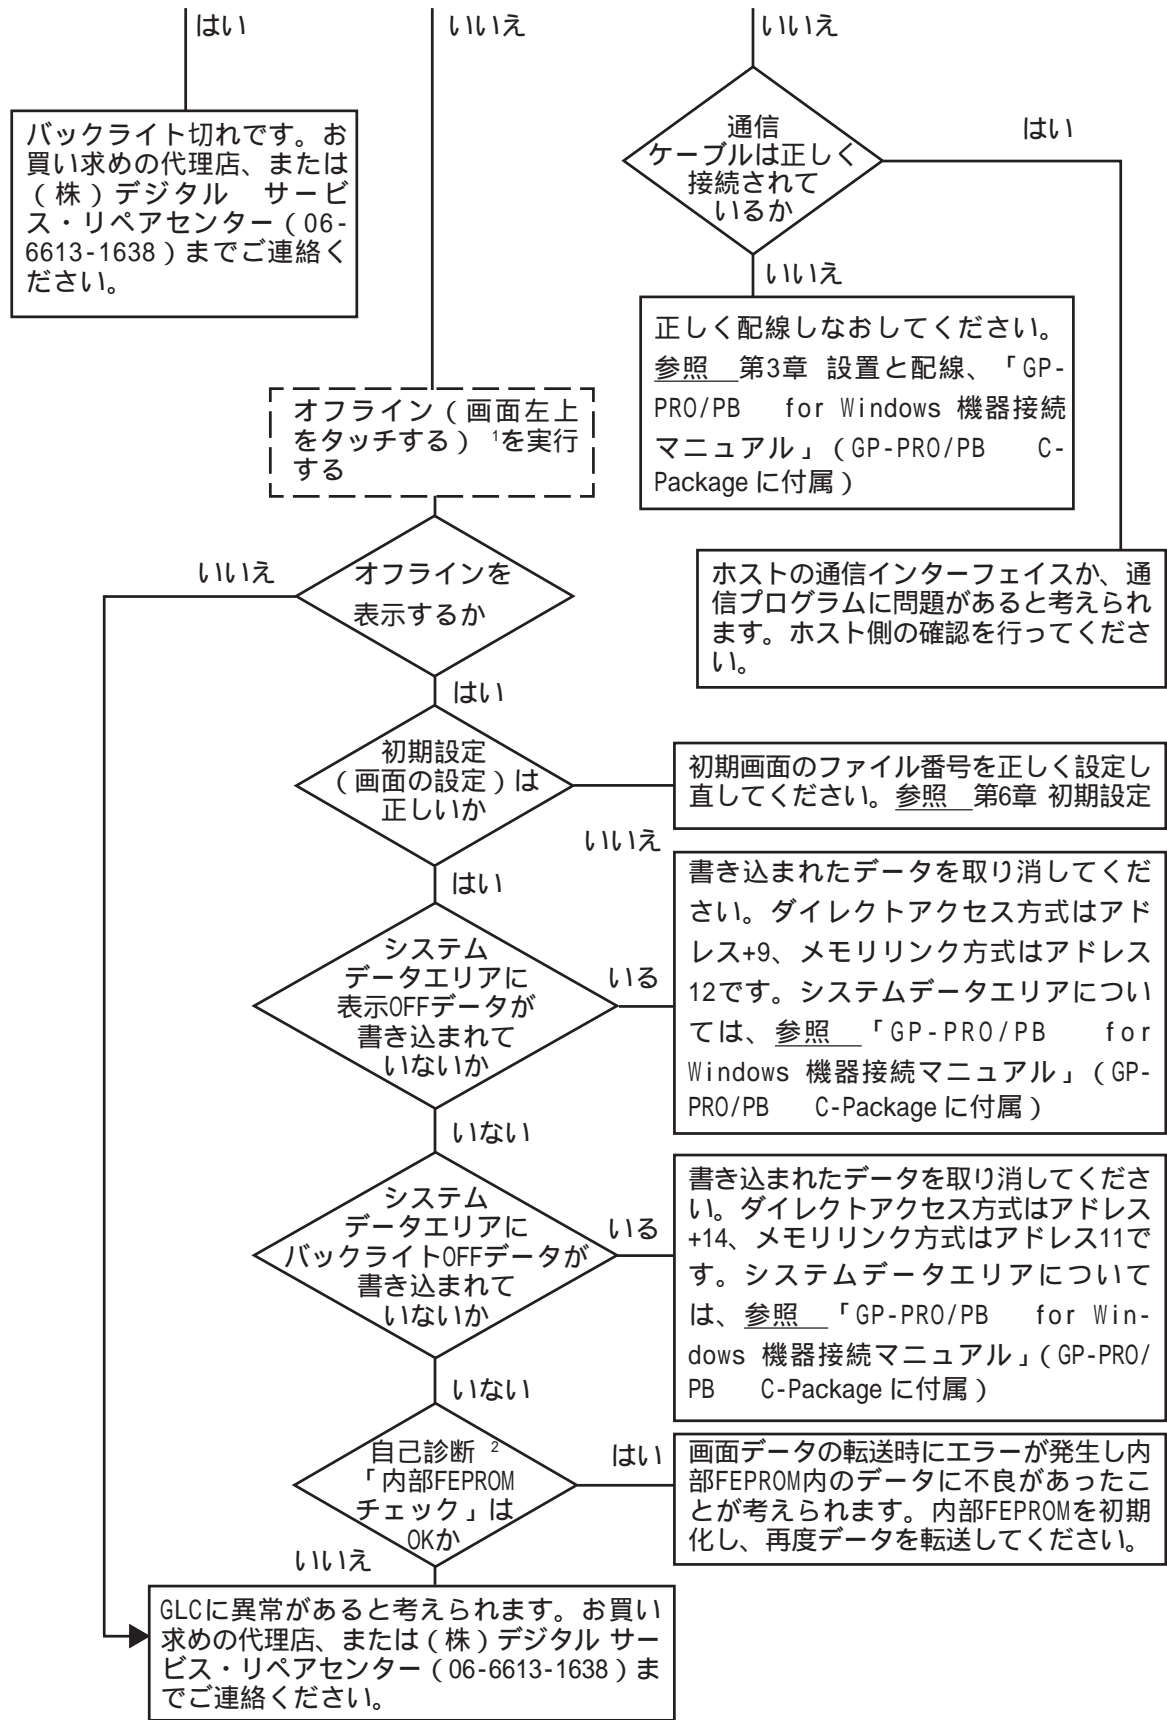 はい
いいえ
いいえ
バックライト切れです。お
買い求めの代理店、または
(株)デジタル サービ
ス・リペアセンター(06-
6613-1638)までご連絡く
ださい。
通信
ケーブルは正しく
接続されて
いるか
はい
いいえ
正しく配線しなおしてください。
参照 第3章 設置と配線、「GP-
PRO/PB for Windows 機器接続
マニュアル」(GP-PRO/PB C-
Package に付属)
オフライン(画面左上
をタッチする) 1を実行
する
いいえ
オフラインを
表示するか
ホストの通信インターフェイスか、通
信プログラムに問題があると考えられ
ます。ホスト側の確認を行ってくださ
い。
はい
初期設定
(画面の設定)は
正しいか
初期画面のファイル番号を正しく設定し
直してください。参照 第6章 初期設定
いいえ
はい
システム
データエリアに
表示OFFデータが
書き込まれて
いないか
いる
書き込まれたデータを取り消してくだ
さい。ダイレクトアクセス方式はアド
レス+9、メモリリンク方式はアドレス
12です。システムデータエリアについ
ては、参照 「GP-PRO/PB for
Windows 機器接続マニュアル」(GP-
PRO/PB C-Package に付属)
いない
システム
データエリアに
バックライトOFFデータが
書き込まれて
いないか
いる
書き込まれたデータを取り消してくださ
い。ダイレクトアクセス方式はアドレス
+14、メモリリンク方式はアドレス11で
す。システムデータエリアについて
は、参照 「GP-PRO/PB for Win-
dows 機器接続マニュアル」(GP-PRO/
PB C-Package に付属)
いない
自己診断 2
「内部FEPROM
チェック」は
OKか
はい
画面データの転送時にエラーが発生し内
部FEPROM内のデータに不良があったこ
とが考えられます。内部FEPROMを初期
化し、再度データを転送してください。
いいえ
GLCに異常があると考えられます。お買い
求めの代理店、または(株)デジタル サー
ビス・リペアセンター(06-6613-1638)ま
でご連絡ください。